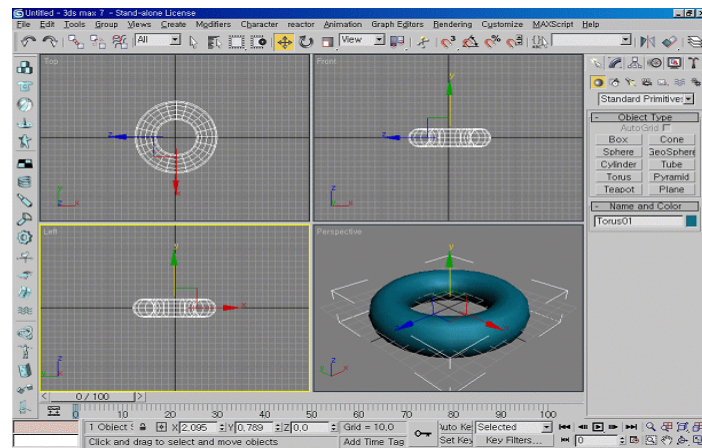 Untitled - 3ds max 7 - Stand-alone License
File Edit Tools Group Views Create Modifiers Character reactor Animation Graph Editors Rendering Customize MAXScript Help
All View
Top
Front
Left
Perspective
z
x
y
Standard Primitives
- Object Type
AutoGrid
Box Cone
Sphere GeoSphere
Cylinder Tube
Torus Pyramid
Teapot Plane
- Name and Color
Torus01
< 0 / 100 >
0 10 20 30 40 50 60 70 80 90 100
1 Object X 2,095 Y 0,789 Z 0,0 Grid = 10,0 Auto Ke Selected
Click and drag to select and move objects Add Time Tag Set Key Key Filters... 0